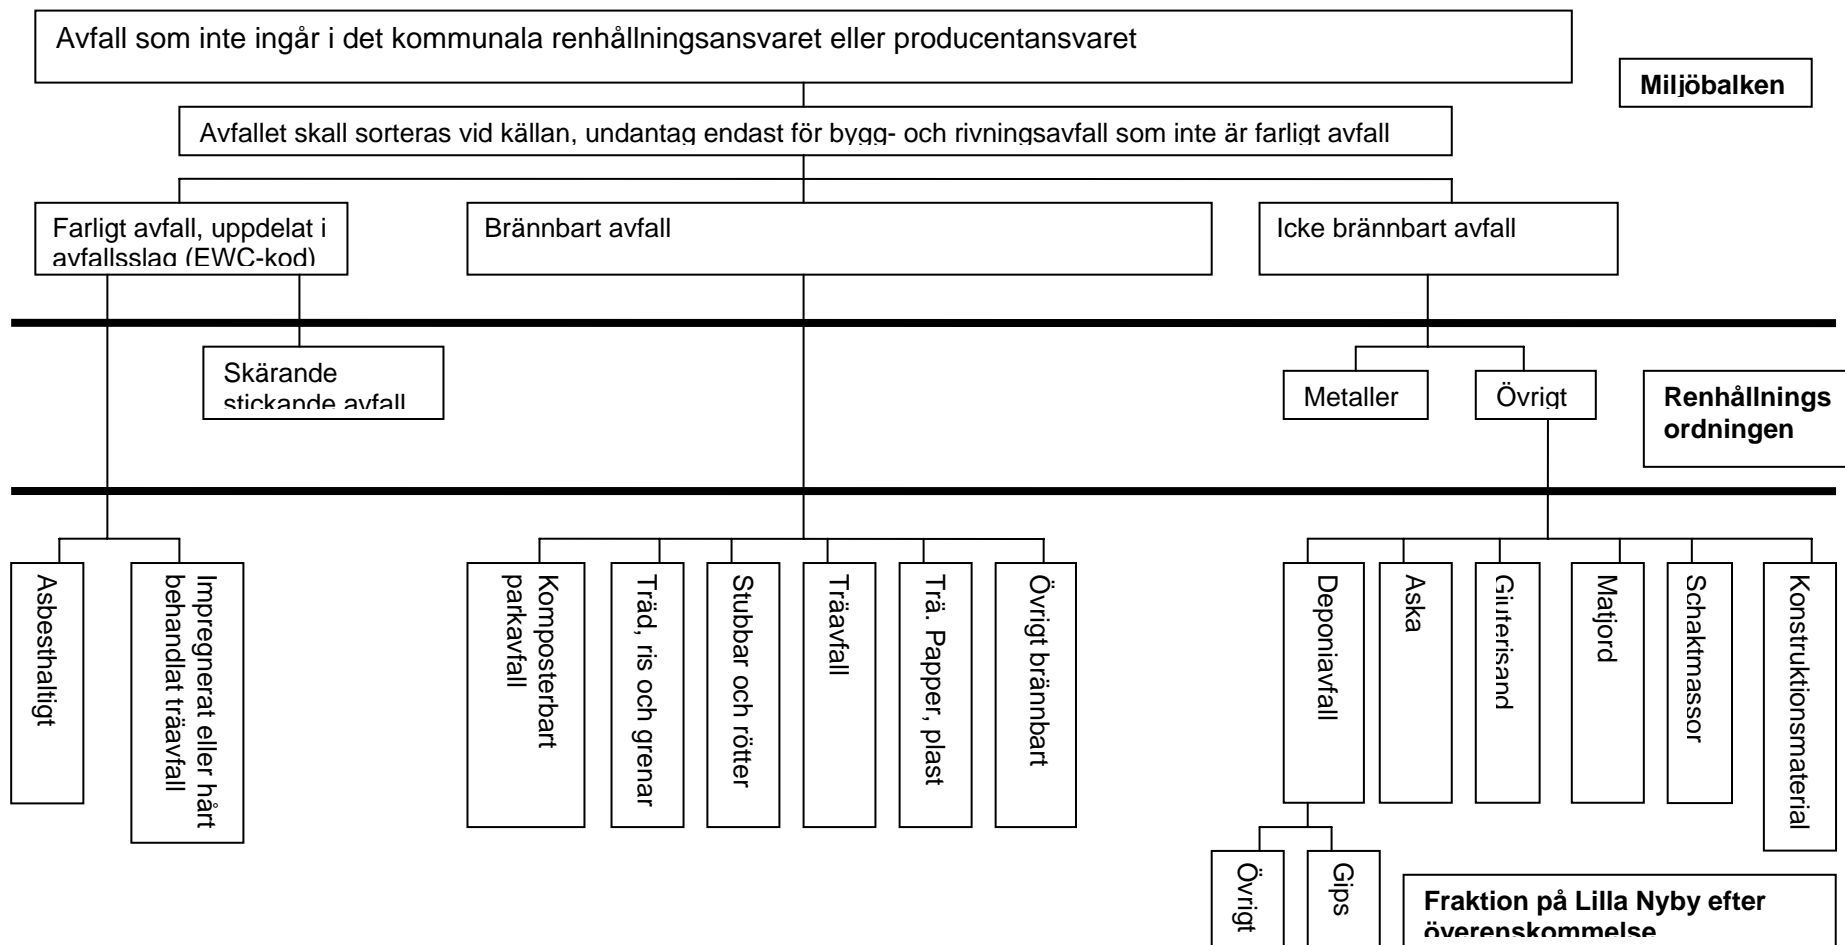 Avfall som inte ingår i det kommunala renhållningsansvaret eller producentansvaret
Miljöbalken
Avfallet skall sorteras vid källan, undantag endast för bygg- och rivningsavfall som inte är farligt avfall
Farligt avfall, uppdelat i
avfallsslag (EWC-kod)
Brännbart avfall
Icke brännbart avfall
Skärande
stickande avfall
Metaller
Övrigt
Renhållnings
ordningen
Asbesthaltigt
Impregnerat eller hårt
behandlat träavfall
Komposterbart
parkavfall
Träd, ris och grenar
Stubbar och rötter
Träavfall
Trä. Papper, plast
Övrigt brännbart
Deponiavfall
Aska
Gjuterisand
Matjord
Schaktmassor
Konstruktionsmaterial
Övrigt
Gips
Fraktion på Lilla Nyby efter
överenskommelse